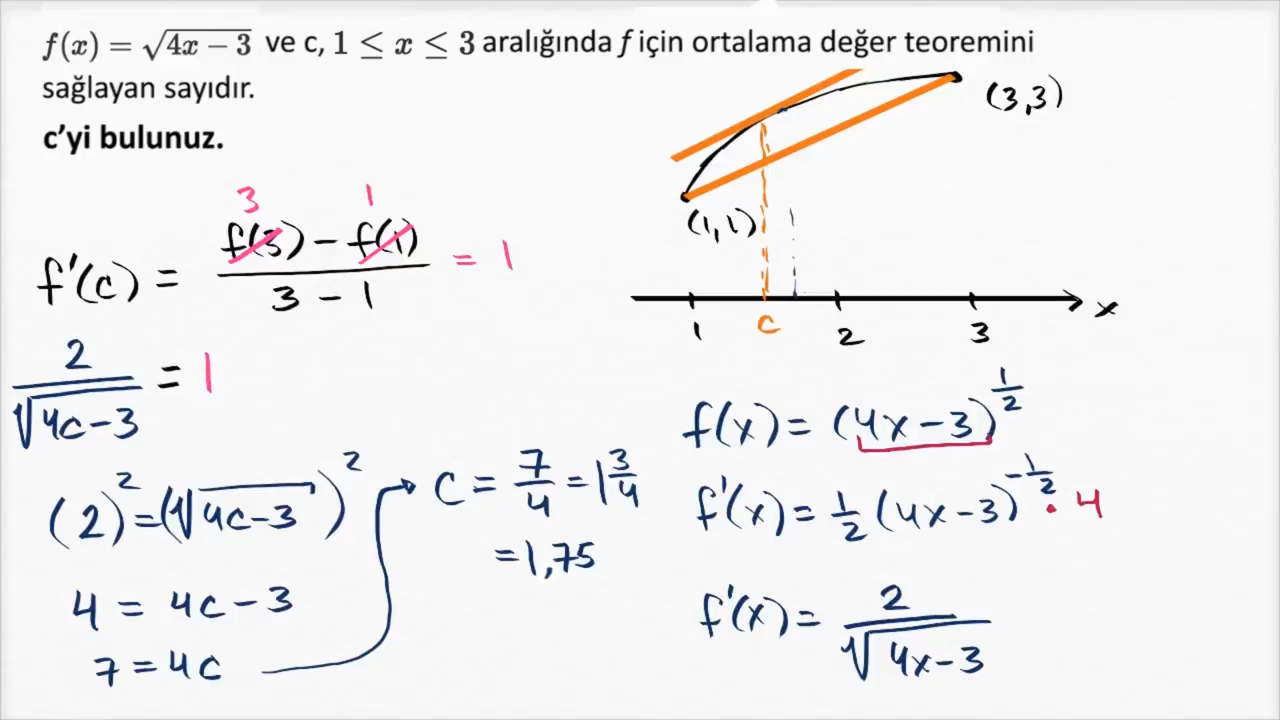 f(x) = √(4x − 3) ve c, 1 ≤ x ≤ 3 aralığında f için ortalama değer teoremini
sağlayan sayıdır.
c'yi bulunuz.
(3,3)
(1,1)
1 c 2 3 x
3 1
f'(c) = (f(3) − f(1)) / (3 − 1) = 1
2/√(4c−3) = 1
(2)² = (√(4c−3))²
4 = 4c − 3
7 = 4c
c = 7/4 = 1 3/4
= 1,75
f(x) = (4x−3)^(1/2)
f'(x) = 1/2 (4x−3)^(−1/2) · 4
f'(x) = 2/√(4x−3)